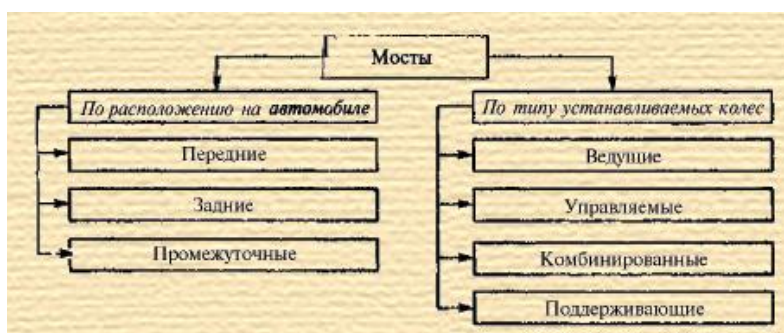 Мосты
По расположению на автомобиле
Передние
Задние
Промежуточные
По типу устанавливаемых колес
Ведущие
Управляемые
Комбинированные
Поддерживающие